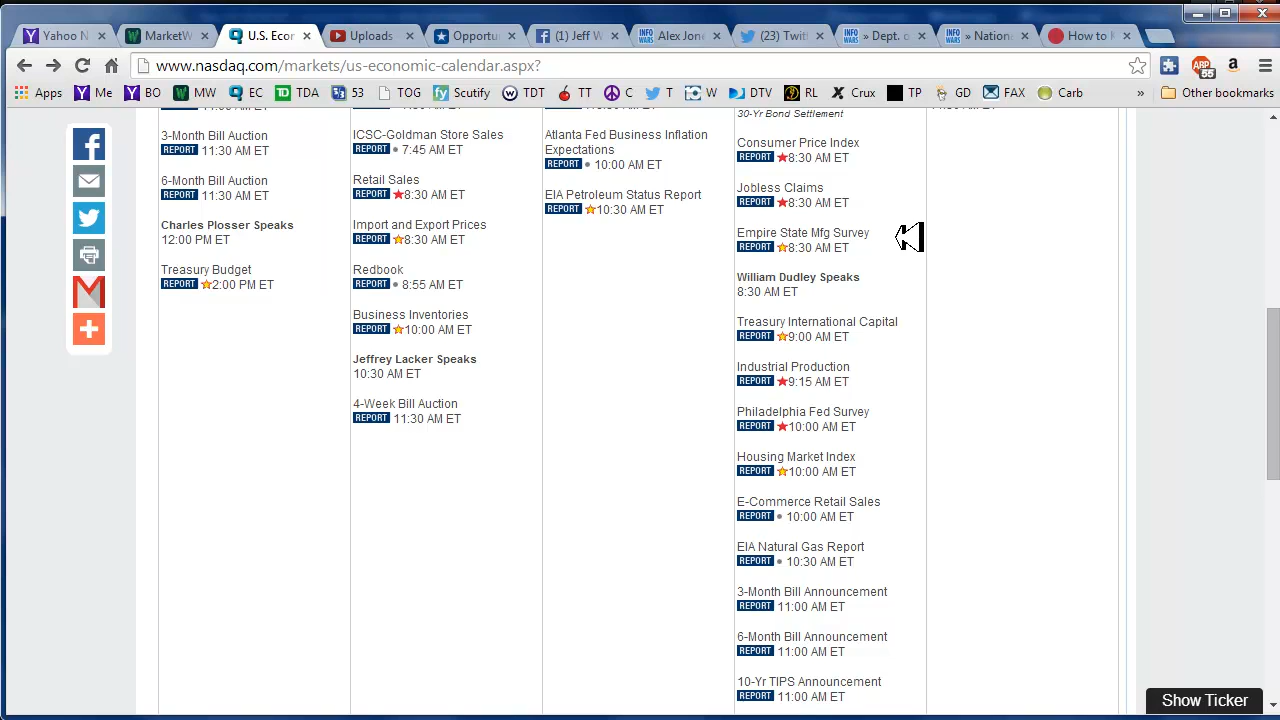 Yahoo N
MarketW
U.S. Ecor
Uploads
Opportu
(1) Jeff W
Alex Jone
(23) Twitt
» Dept. o
» Nation
How to
www.nasdaq.com/markets/us-economic-calendar.aspx?
ABP
55
Apps
Me
BO
MW
EC
TDA
53
TOG
Scutify
TDT
TT
C
T
W
DTV
RL
Crux
TP
GD
FAX
Carb
»
Other bookmarks
3-Month Bill Auction
REPORT 11:30 AM ET
6-Month Bill Auction
REPORT 11:30 AM ET
Charles Plosser Speaks
12:00 PM ET
Treasury Budget
REPORT 2:00 PM ET
ICSC-Goldman Store Sales
REPORT 7:45 AM ET
Retail Sales
REPORT 8:30 AM ET
Import and Export Prices
REPORT 8:30 AM ET
Redbook
REPORT 8:55 AM ET
Business Inventories
REPORT 10:00 AM ET
Jeffrey Lacker Speaks
10:30 AM ET
4-Week Bill Auction
REPORT 11:30 AM ET
Atlanta Fed Business Inflation
Expectations
REPORT 10:00 AM ET
EIA Petroleum Status Report
REPORT 10:30 AM ET
30-Yr Bond Settlement
Consumer Price Index
REPORT 8:30 AM ET
Jobless Claims
REPORT 8:30 AM ET
Empire State Mfg Survey
REPORT 8:30 AM ET
William Dudley Speaks
8:30 AM ET
Treasury International Capital
REPORT 9:00 AM ET
Industrial Production
REPORT 9:15 AM ET
Philadelphia Fed Survey
REPORT 10:00 AM ET
Housing Market Index
REPORT 10:00 AM ET
E-Commerce Retail Sales
REPORT 10:00 AM ET
EIA Natural Gas Report
REPORT 10:30 AM ET
3-Month Bill Announcement
REPORT 11:00 AM ET
6-Month Bill Announcement
REPORT 11:00 AM ET
10-Yr TIPS Announcement
REPORT 11:00 AM ET
Show Ticker